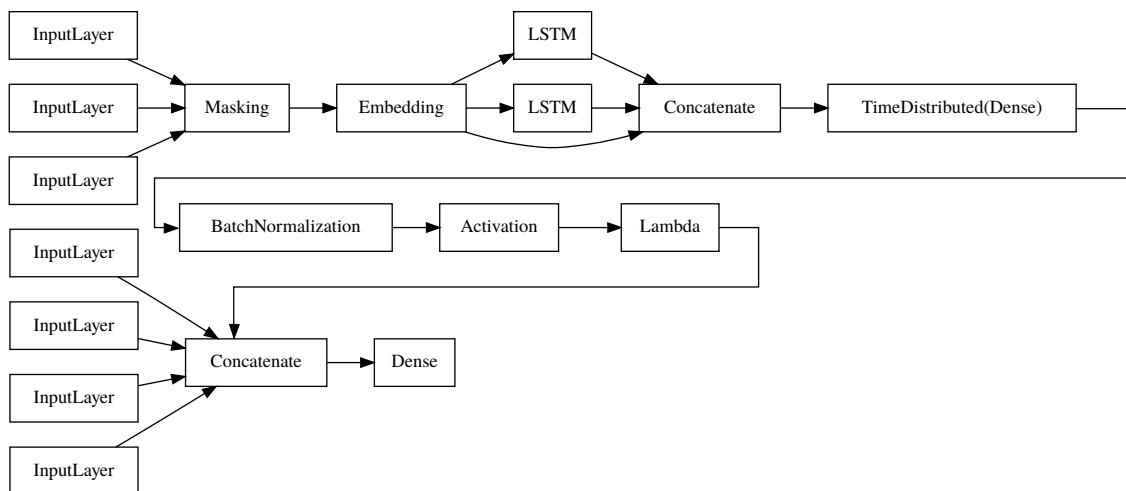 InputLayer
LSTM
InputLayer
Masking
Embedding
LSTM
Concatenate
TimeDistributed(Dense)
InputLayer
BatchNormalization
Activation
Lambda
InputLayer
InputLayer
Concatenate
Dense
InputLayer
InputLayer